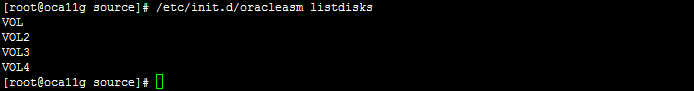 [root@oca11g source]# /etc/init.d/oracleasm listdisks
VOL
VOL2
VOL3
VOL4
[root@oca11g source]#